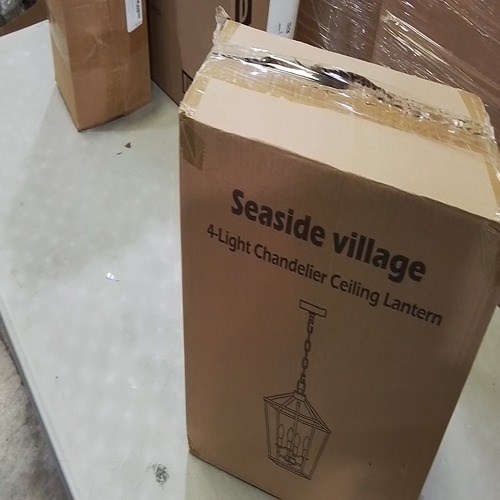 Seaside village
4-Light Chandelier Ceiling Lantern